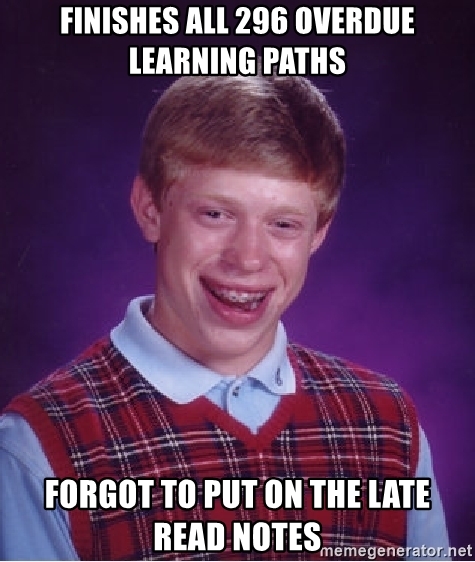 FINISHES ALL 296 OVERDUE
LEARNING PATHS
FORGOT TO PUT ON THE LATE
READ NOTES
memegenerator.net